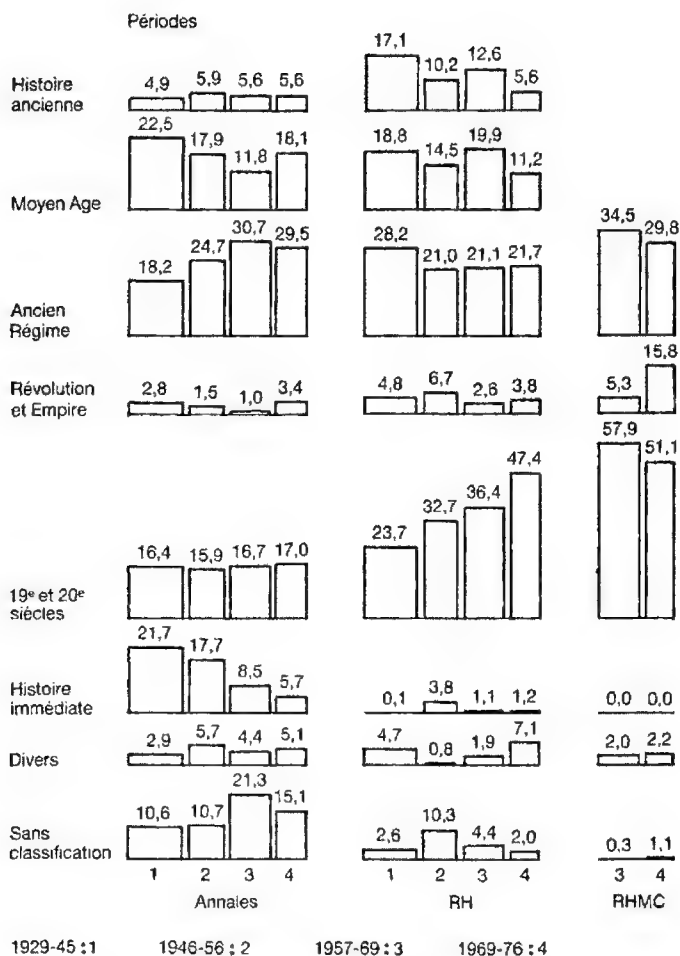 Périodes
17,1
10,2 12,6
4,9 5,9 5,6 5,6 5,6
Histoire
ancienne
22,5
17,9 11,8 18,1 18,8 14,5 19,9 11,2
Moyen Age
18,2 24,7 30,7 29,5 28,2 21,0 21,1 21,7 34,5 29,8
Ancien
Régime
15,8
2,8 1,5 1,0 3,4 4,8 6,7 2,6 3,8 5,3
Révolution
et Empire
57,9 51,1
47,4
23,7 32,7 36,4
16,4 15,9 16,7 17,0
19e et 20e
siècles
21,7 17,7 8,5 5,7
0,1 3,8 1,1 1,2 0,0 0,0
Histoire
immédiate
2,9 5,7 4,4 5,1 4,7 0,8 1,9 7,1 2,0 2,2
Divers
10,6 10,7 21,3 15,1 2,6 10,3 4,4 2,0 0,3 1,1
Sans
classification
1 2 3 4 1 2 3 4 3 4
Annales RH RHMC
1929-45 : 1 1946-56 : 2 1957-69 : 3 1969-76 : 4